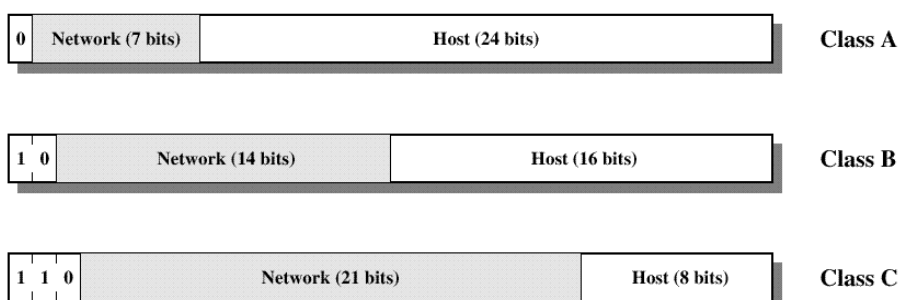 0 Network (7 bits) Host (24 bits) Class A
1 0 Network (14 bits) Host (16 bits) Class B
1 1 0 Network (21 bits) Host (8 bits) Class C